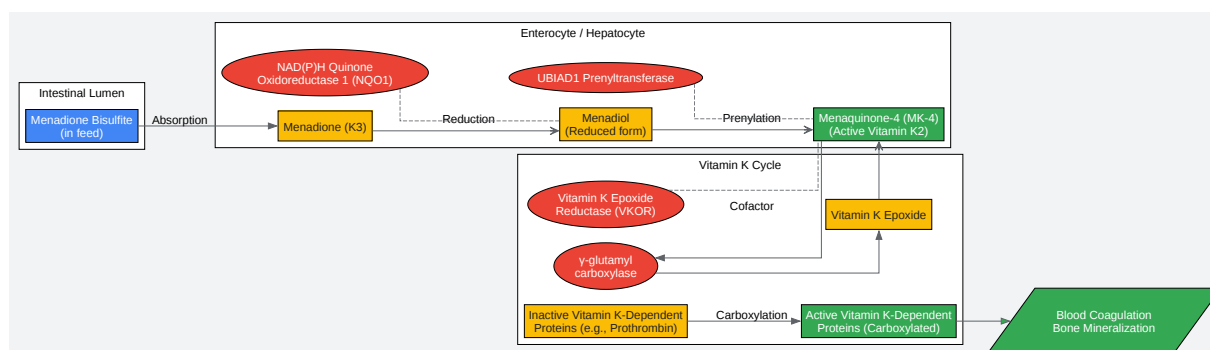 Enterocyte / Hepatocyte
NAD(P)H Quinone
Oxidoreductase 1 (NQO1)
UBIAD1 Prenyltransferase
Intestinal Lumen
Menadione Bisulfite
(in feed)
Absorption
Menadione (K3)
Reduction
Menadiol
(Reduced form)
Prenylation
Menaquinone-4 (MK-4)
(Active Vitamin K2)
Vitamin K Cycle
Vitamin K Epoxide
Reductase (VKOR)
Cofactor
Vitamin K Epoxide
γ-glutamyl
carboxylase
Inactive Vitamin K-Dependent
Proteins (e.g., Prothrombin)
Carboxylation
Active Vitamin K-Dependent
Proteins (Carboxylated)
Blood Coagulation
Bone Mineralization